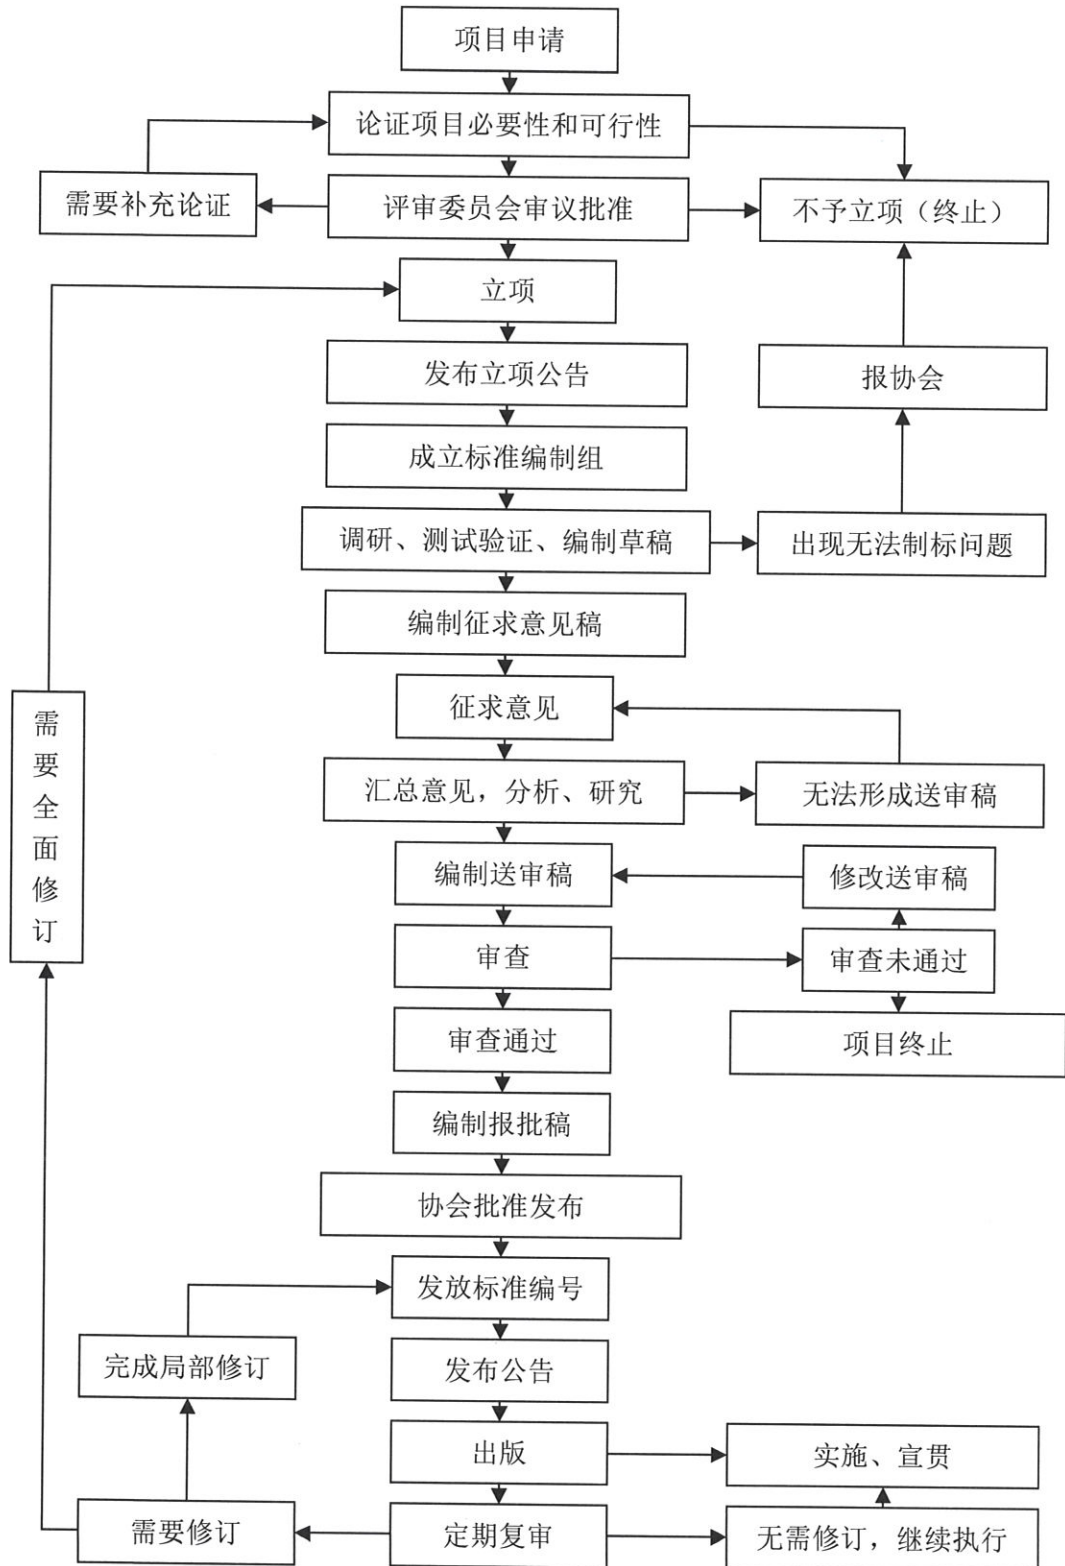 项目申请
论证项目必要性和可行性
需要补充论证
评审委员会审议批准
不予立项（终止）
立项
发布立项公告
报协会
成立标准编制组
调研、测试验证、编制草稿
出现无法制标问题
编制征求意见稿
征求意见
需要全面修订
汇总意见，分析、研究
无法形成送审稿
编制送审稿
修改送审稿
审查
审查未通过
审查通过
项目终止
编制报批稿
协会批准发布
发放标准编号
完成局部修订
发布公告
出版
实施、宣贯
需要修订
定期复审
无需修订，继续执行